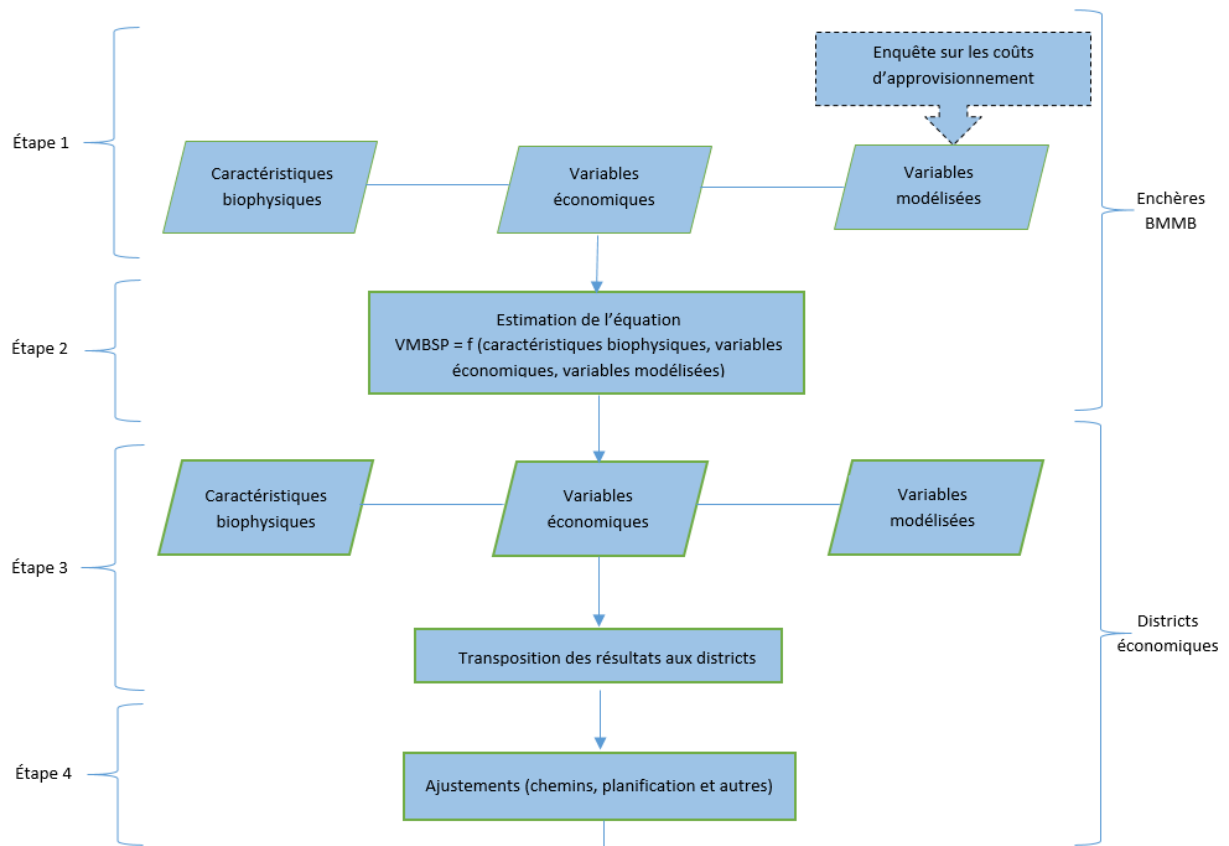 Enquête sur les coûts
d’approvisionnement
Étape 1
Caractéristiques
biophysiques
Variables
économiques
Variables
modélisées
Enchères
BMMB
Étape 2
Estimation de l’équation
VMBSP = f (caractéristiques biophysiques, variables
économiques, variables modélisées)
Étape 3
Caractéristiques
biophysiques
Variables
économiques
Variables
modélisées
Transposition des résultats aux districts
Districts
économiques
Étape 4
Ajustements (chemins, planification et autres)